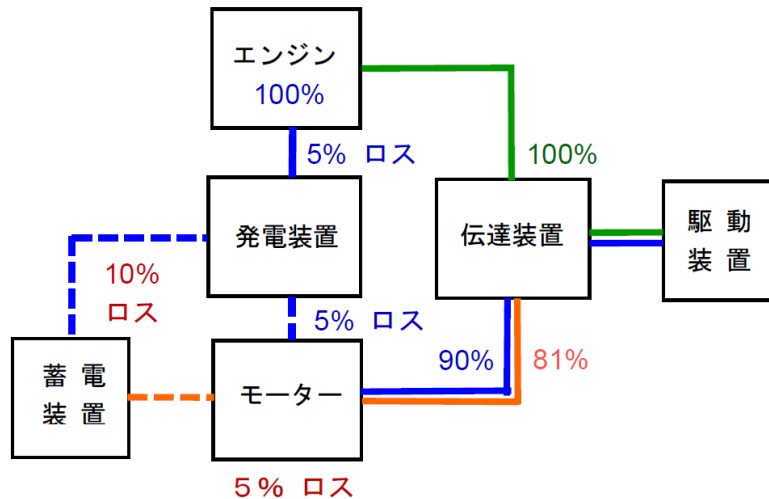 エンジン
100%
5% ロス
100%
発電装置
伝達装置
駆 動
装 置
10%
ロス
5% ロス
90%
81%
蓄 電
装 置
モーター
５％ ロス